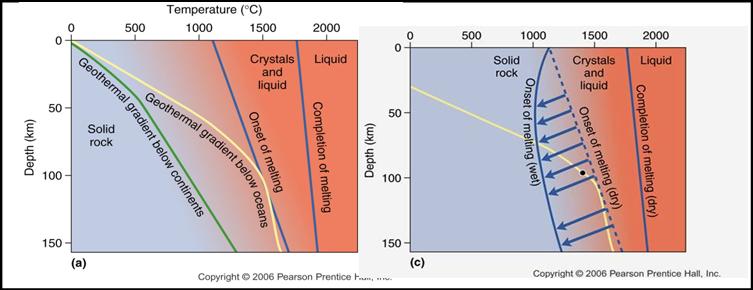 Temperature (°C)
0 500 1000 1500 2000
0
50
100
150
Depth (km)
Solid
rock
Geothermal gradient below continents
Geothermal gradient below oceans
Crystals
and
liquid
Liquid
Onset of melting
Completion of melting
(a)
Copyright © 2006 Pearson Prentice Hall, Inc.
0 500 1000 1500 2000
0
50
100
150
Depth (km)
Solid
rock
Crystals
and
liquid
Liquid
Onset of melting (wet)
Onset of melting (dry)
Completion of melting (dry)
(c)
Copyright © 2006 Pearson Prentice Hall, Inc.